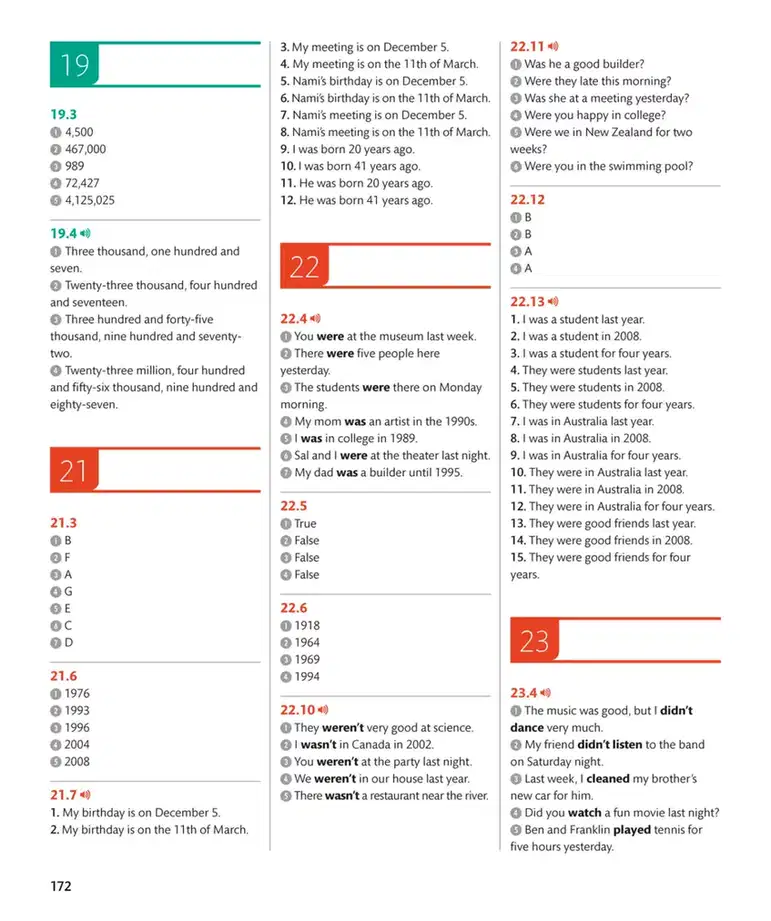 19
19.3
1 4,500
2 467,000
3 989
4 72,427
5 4,125,025
19.4
1 Three thousand, one hundred and
seven.
2 Twenty-three thousand, four hundred
and seventeen.
3 Three hundred and forty-five
thousand, nine hundred and seventy-
two.
4 Twenty-three million, four hundred
and fifty-six thousand, nine hundred and
eighty-seven.
21
21.3
1 B
2 F
3 A
4 G
5 E
6 C
7 D
21.6
1 1976
2 1993
3 1996
4 2004
5 2008
21.7
1. My birthday is on December 5.
2. My birthday is on the 11th of March.
3. My meeting is on December 5.
4. My meeting is on the 11th of March.
5. Nami's birthday is on December 5.
6. Nami's birthday is on the 11th of March.
7. Nami's meeting is on December 5.
8. Nami's meeting is on the 11th of March.
9. I was born 20 years ago.
10. I was born 41 years ago.
11. He was born 20 years ago.
12. He was born 41 years ago.
22
22.4
1 You were at the museum last week.
2 There were five people here
yesterday.
3 The students were there on Monday
morning.
4 My mom was an artist in the 1990s.
5 I was in college in 1989.
6 Sal and I were at the theater last night.
7 My dad was a builder until 1995.
22.5
1 True
2 False
3 False
4 False
22.6
1 1918
2 1964
3 1969
4 1994
22.10
1 They weren't very good at science.
2 I wasn't in Canada in 2002.
3 You weren't at the party last night.
4 We weren't in our house last year.
5 There wasn't a restaurant near the river.
22.11
1 Was he a good builder?
2 Were they late this morning?
3 Was she at a meeting yesterday?
4 Were you happy in college?
5 Were we in New Zealand for two
weeks?
6 Were you in the swimming pool?
22.12
1 B
2 B
3 A
4 A
22.13
1. I was a student last year.
2. I was a student in 2008.
3. I was a student for four years.
4. They were students last year.
5. They were students in 2008.
6. They were students for four years.
7. I was in Australia last year.
8. I was in Australia in 2008.
9. I was in Australia for four years.
10. They were in Australia last year.
11. They were in Australia in 2008.
12. They were in Australia for four years.
13. They were good friends last year.
14. They were good friends in 2008.
15. They were good friends for four
years.
23
23.4
1 The music was good, but I didn't
dance very much.
2 My friend didn't listen to the band
on Saturday night.
3 Last week, I cleaned my brother's
new car for him.
4 Did you watch a fun movie last night?
5 Ben and Franklin played tennis for
five hours yesterday.
172